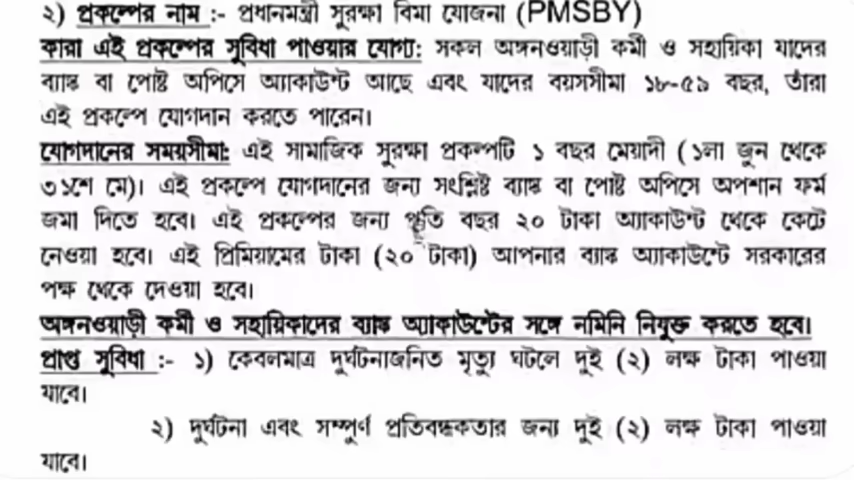 ২) প্রকল্পের নাম :- প্রধানমন্ত্রী সুরক্ষা বিমা যোজনা (PMSBY)
কারা এই প্রকল্পের সুবিধা পাওয়ার যোগ্য: সকল অঙ্গনওয়াড়ী কর্মী ও সহায়িকা যাদের
ব্যাঙ্ক বা পোষ্ট অপিসে অ্যাকাউন্ট আছে এবং যাদের বয়সসীমা ১৮-৫৯ বছর, তাঁরা
এই প্রকল্পে যোগদান করতে পারেন।
যোগদানের সময়সীমা: এই সামাজিক সুরক্ষা প্রকল্পটি ১ বছর মেয়াদী (১লা জুন থেকে
৩১শে মে)। এই প্রকল্পে যোগদানের জন্য সংশ্লিষ্ট ব্যাঙ্ক বা পোষ্ট অপিসে অপশান ফর্ম
জমা দিতে হবে। এই প্রকল্পের জন্য প্রতি বছর ২০ টাকা অ্যাকাউন্ট থেকে কেটে
নেওয়া হবে। এই প্রিমিয়ামের টাকা (২০ টাকা) আপনার ব্যাঙ্ক অ্যাকাউন্টে সরকারের
পক্ষ থেকে দেওয়া হবে।
অঙ্গনওয়াড়ী কর্মী ও সহায়িকাদের ব্যাঙ্ক অ্যাকাউন্টের সঙ্গে নমিনি নিযুক্ত করতে হবে।
প্রাপ্ত সুবিধা :- ১) কেবলমাত্র দুর্ঘটনাজনিত মৃত্যু ঘটলে দুই (২) লক্ষ টাকা পাওয়া
যাবে।
২) দুর্ঘটনা এবং সম্পুর্ণ প্রতিবন্ধকতার জন্য দুই (২) লক্ষ টাকা পাওয়া
যাবে।